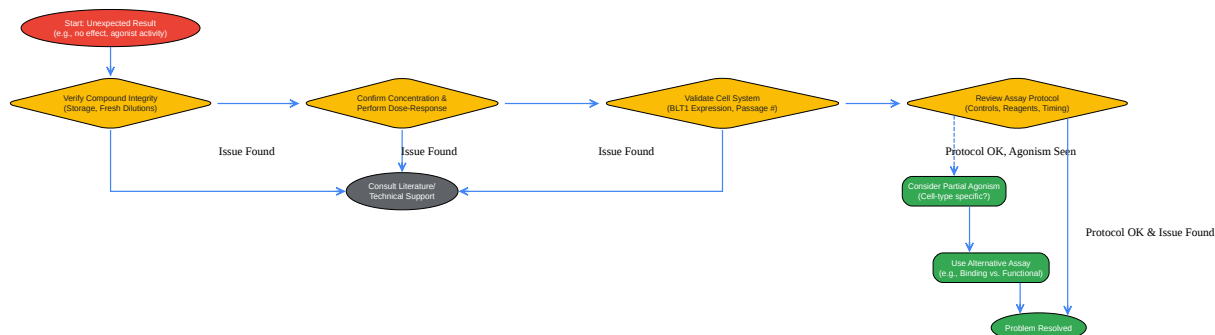 Start: Unexpected Result
(e.g., no effect, agonist activity)
Verify Compound Integrity
(Storage, Fresh Dilutions)
Confirm Concentration &
Perform Dose-Response
Validate Cell System
(BLT1 Expression, Passage #)
Review Assay Protocol
(Controls, Reagents, Timing)
Issue Found
Issue Found
Issue Found
Protocol OK, Agonism Seen
Consult Literature/
Technical Support
Consider Partial Agonism
(Cell-type specific?)
Protocol OK & Issue Found
Use Alternative Assay
(e.g., Binding vs. Functional)
Problem Resolved